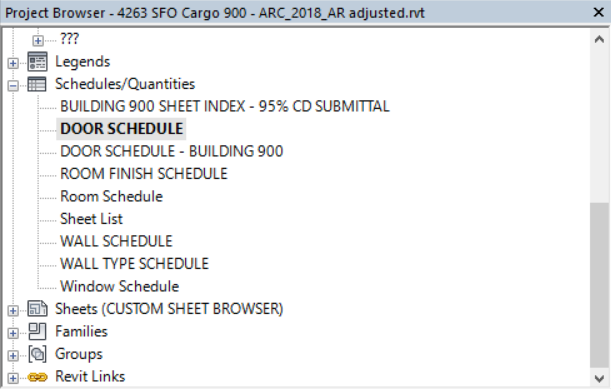 Project Browser - 4263 SFO Cargo 900 - ARC_2018_AR adjusted.rvt
???
Legends
Schedules/Quantities
BUILDING 900 SHEET INDEX - 95% CD SUBMITTAL
DOOR SCHEDULE
DOOR SCHEDULE - BUILDING 900
ROOM FINISH SCHEDULE
Room Schedule
Sheet List
WALL SCHEDULE
WALL TYPE SCHEDULE
Window Schedule
Sheets (CUSTOM SHEET BROWSER)
Families
Groups
Revit Links